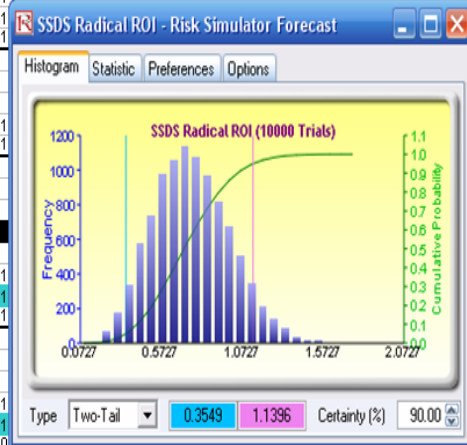 SSDS Radical ROI - Risk Simulator Forecast
Histogram Statistic Preferences Options
SSDS Radical ROI (10000 Trials)
Frequency
1200
1000
800
600
400
200
0
1.1
1.0
0.9
0.8
0.7
0.6
0.5
0.4
0.3
0.2
0.1
0.0
Cumulative Probability
0.0727 0.5727 1.0727 1.5727 2.0727
Type Two-Tail 0.3549 1.1396 Certainty (%) 90.00